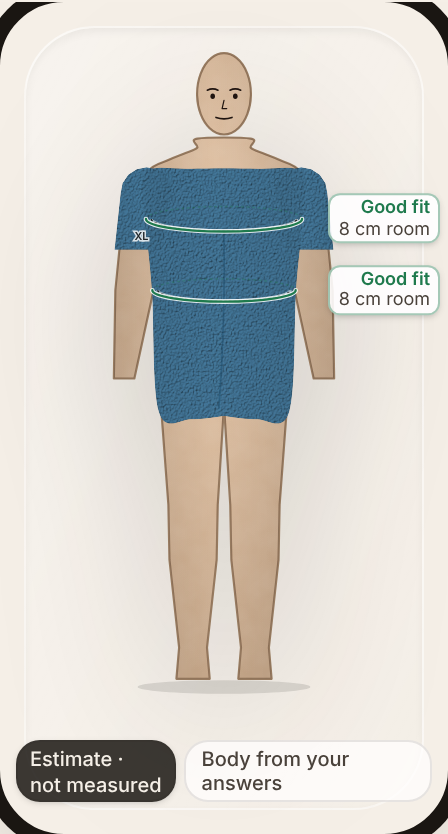 Good fit
8 cm room
XL
Good fit
8 cm room
Estimate ·
not measured
Body from your
answers